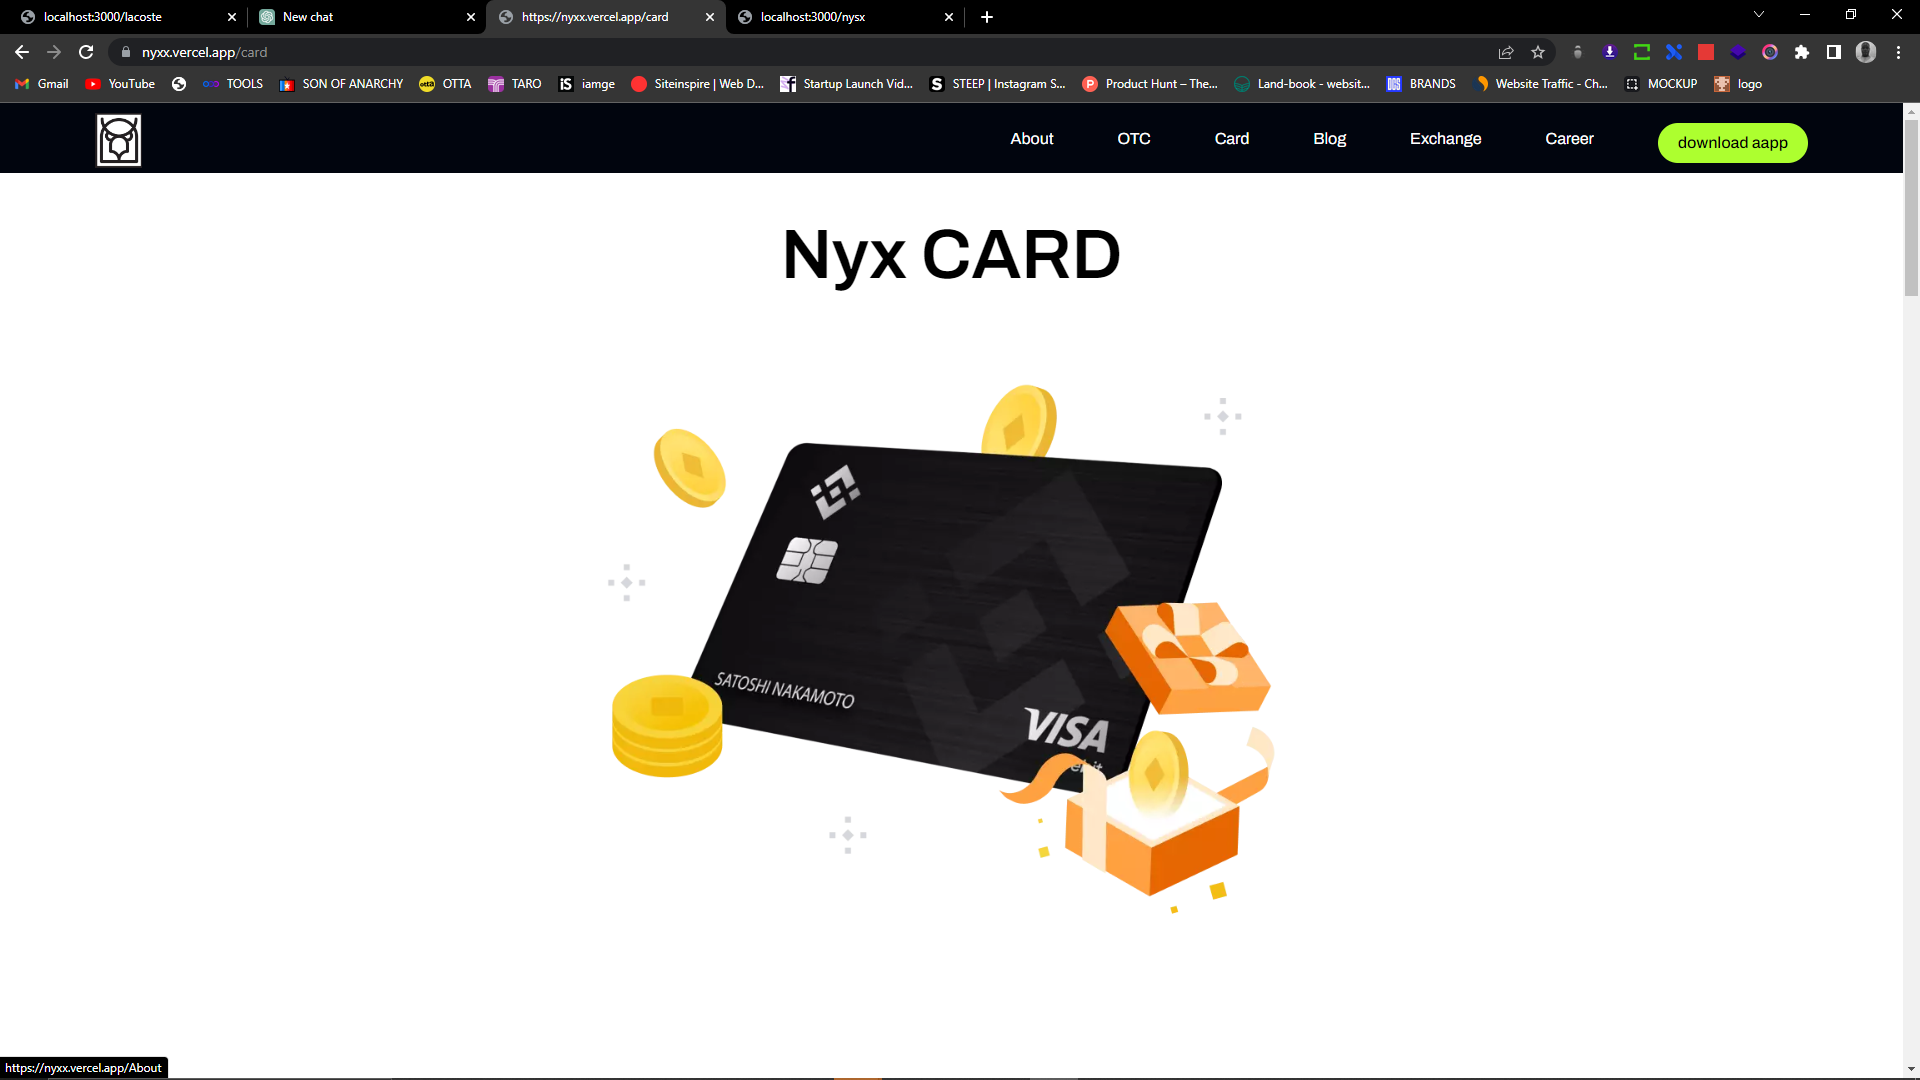 localhost:3000/lacoste
New chat
https://nyxx.vercel.app/card
localhost:3000/nysx
nyxx.vercel.app/card
Gmail
YouTube
TOOLS
SON OF ANARCHY
otta
OTTA
TARO
iS
iamge
Siteinspire | Web D...
Startup Launch Vid...
S
STEEP | Instagram S...
P
Product Hunt – The...
Land-book - websit...
DGS
BRANDS
Website Traffic - Ch...
MOCKUP
logo
About
OTC
Card
Blog
Exchange
Career
download aapp
Nyx CARD
SATOSHI NAKAMOTO
VISA
https://nyxx.vercel.app/About